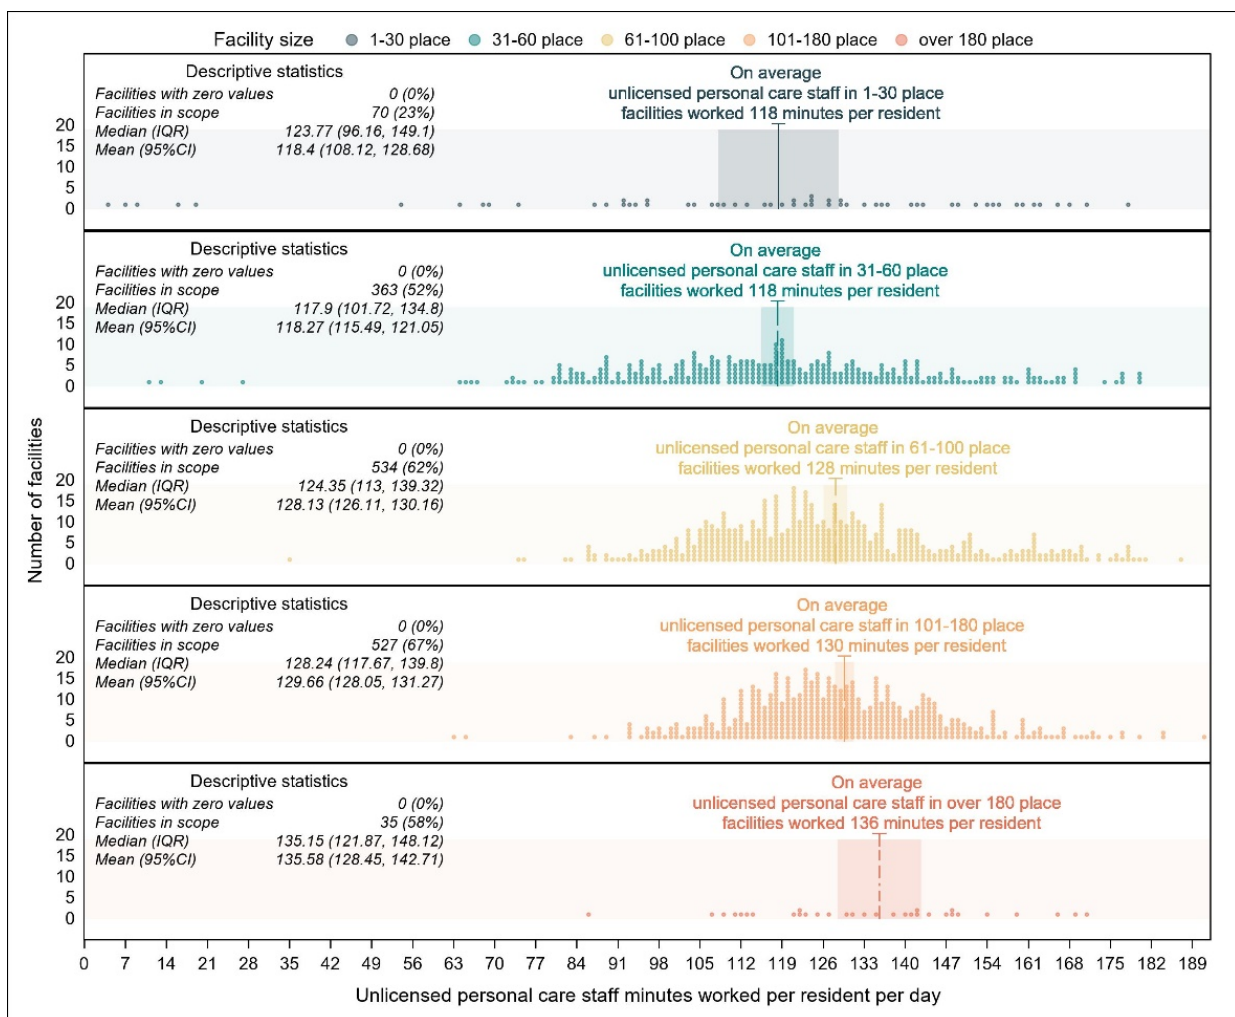 Facility size 1-30 place 31-60 place 61-100 place 101-180 place over 180 place
Descriptive statistics
Facilities with zero values 0 (0%)
Facilities in scope 70 (23%)
Median (IQR) 123.77 (96.16, 149.1)
Mean (95%CI) 118.4 (108.12, 128.68)
On average
unlicensed personal care staff in 1-30 place
facilities worked 118 minutes per resident
20
15
10
5
0
Descriptive statistics
Facilities with zero values 0 (0%)
Facilities in scope 363 (52%)
Median (IQR) 117.9 (101.72, 134.8)
Mean (95%CI) 118.27 (115.49, 121.05)
On average
unlicensed personal care staff in 31-60 place
facilities worked 118 minutes per resident
20
15
10
5
0
Descriptive statistics
Facilities with zero values 0 (0%)
Facilities in scope 534 (62%)
Median (IQR) 124.35 (113, 139.32)
Mean (95%CI) 128.13 (126.11, 130.16)
On average
unlicensed personal care staff in 61-100 place
facilities worked 128 minutes per resident
20
15
10
5
0
Descriptive statistics
Facilities with zero values 0 (0%)
Facilities in scope 527 (67%)
Median (IQR) 128.24 (117.67, 139.8)
Mean (95%CI) 129.66 (128.05, 131.27)
On average
unlicensed personal care staff in 101-180 place
facilities worked 130 minutes per resident
20
15
10
5
0
Descriptive statistics
Facilities with zero values 0 (0%)
Facilities in scope 35 (58%)
Median (IQR) 135.15 (121.87, 148.12)
Mean (95%CI) 135.58 (128.45, 142.71)
On average
unlicensed personal care staff in over 180 place
facilities worked 136 minutes per resident
20
15
10
5
0
Number of facilities
0 7 14 21 28 35 42 49 56 63 70 77 84 91 98 105 112 119 126 133 140 147 154 161 168 175 182 189
Unlicensed personal care staff minutes worked per resident per day